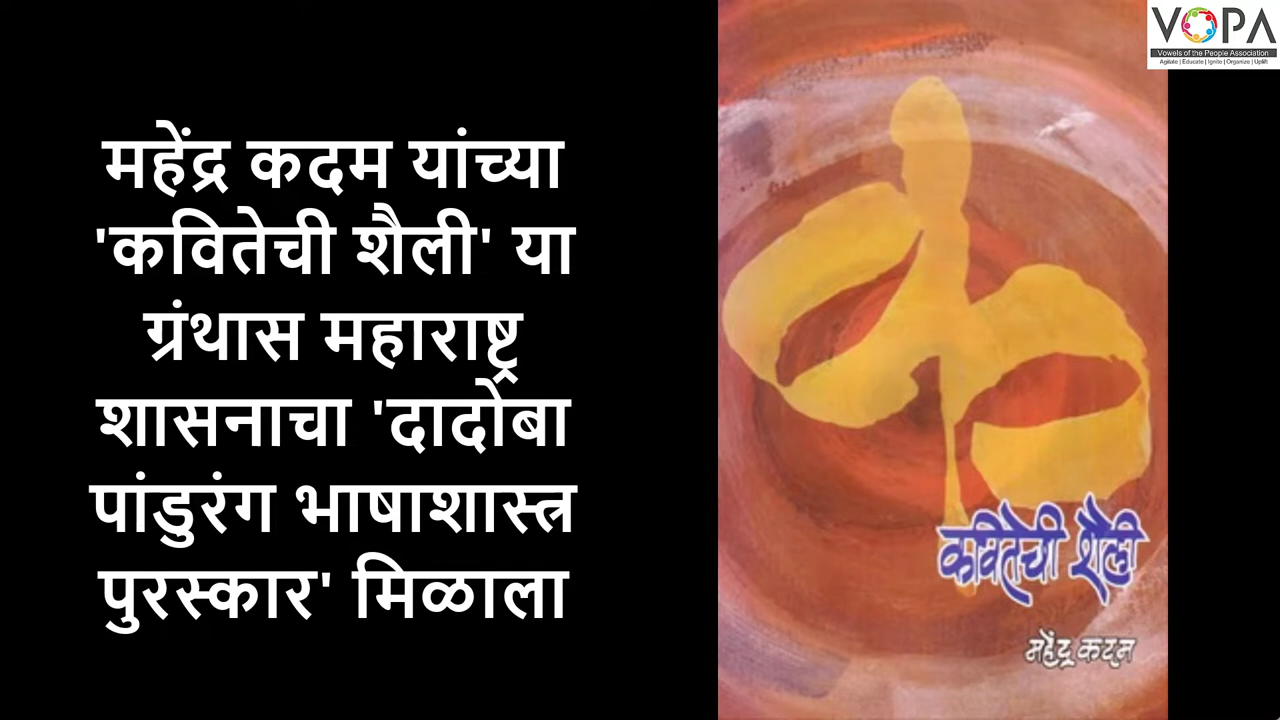 महेंद्र कदम यांच्या
'कवितेची शैली' या
ग्रंथास महाराष्ट्र
शासनाचा 'दादोबा
पांडुरंग भाषाशास्त्र
पुरस्कार' मिळाला
क
कवितेची शैली
महेंद्र कदम
VOPA
Vowels of the People Association
Agitate | Educate | Ignite | Organize | Uplift